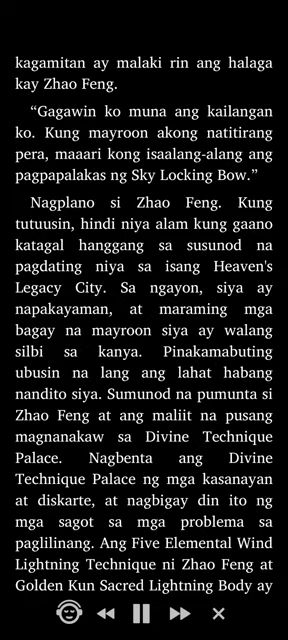 kagamitan ay malaki rin ang halaga
kay Zhao Feng.
“Gagawin ko muna ang kailangan
ko. Kung mayroon akong natitirang
pera, maaari kong isaalang-alang ang
pagpapalakas ng Sky Locking Bow.”
Nagplano si Zhao Feng. Kung
tutuusin, hindi niya alam kung gaano
katagal hanggang sa susunod na
pagdating niya sa isang Heaven's
Legacy City. Sa ngayon, siya ay
napakayaman, at maraming mga
bagay na mayroon siya ay walang
silbi sa kanya. Pinakamabuting
ubusin na lang ang lahat habang
nandito siya. Sumunod na pumunta si
Zhao Feng at ang maliit na pusang
magnanakaw sa Divine Technique
Palace. Nagbenta ang Divine
Technique Palace ng mga kasanayan
at diskarte, at nagbigay din ito ng
mga sagot sa mga problema sa
paglilinang. Ang Five Elemental Wind
Lightning Technique ni Zhao Feng at
Golden Kun Sacred Lightning Body ay